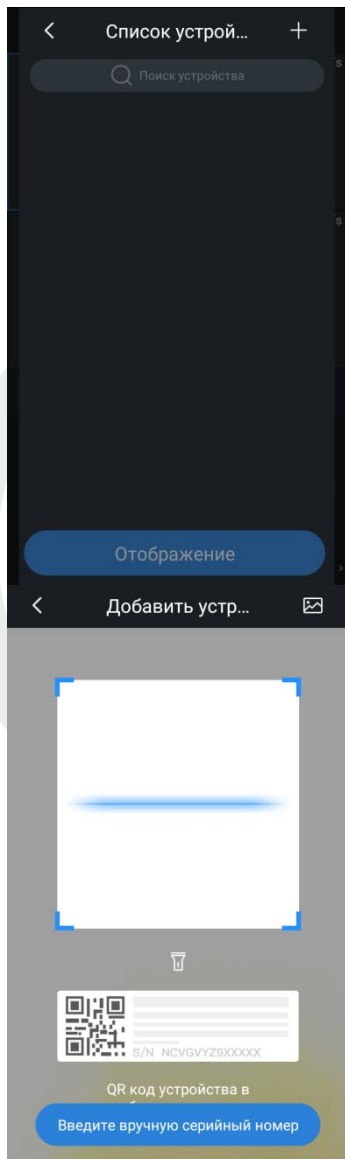 Список устрой...
Поиск устройства
s
s
Отображение
Добавить устр...
S/N NCVGVYZ9XXXXX
QR код устройства в
Введите вручную серийный номер